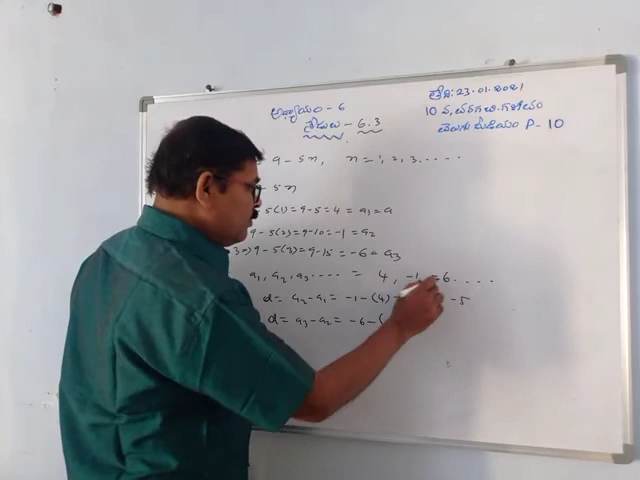 అధ్యాయం - 6
శ్రేఢులు - 6.3
తేది: 23.01.2021
10 వ తరగతి గణితం
తెలుగు మీడియం P-10
9 - 5n, n = 1, 2, 3.....
- 5n
5(1) = 9 - 5 = 4 = a₁ = a
9 - 5(2) = 9 - 10 = -1 = a₂
9 - 5(3) = 9 - 15 = -6 = a₃
a₁, a₂, a₃.... = 4, -1, -6.....
d = a₂ - a₁ = -1 - (4) - 5
d = a₃ - a₂ = -6 - (